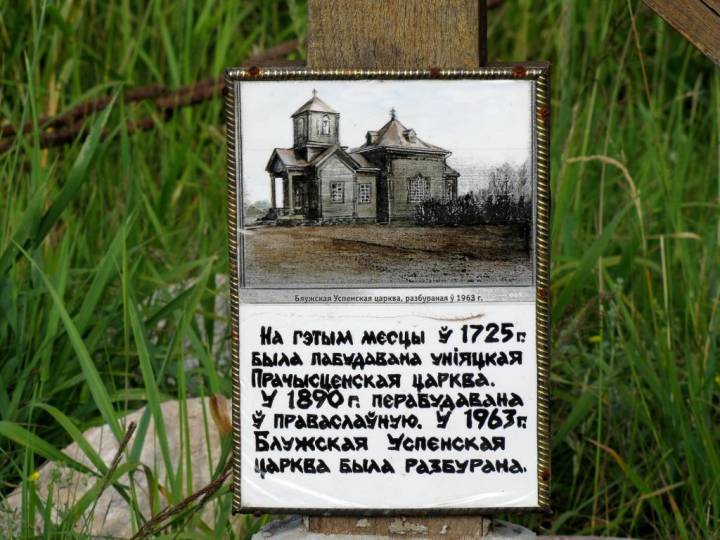 Блужская Успенская царква, разбураная ў 1963 г.
На гэтым месцы ў 1725 г.
была пабудавана уніяцкая
Прачысценская царква.
У 1890 г. перабудавана
ў праваслаўную. Ў 1963 г.
Блужская Успенская
царква была разбурана.